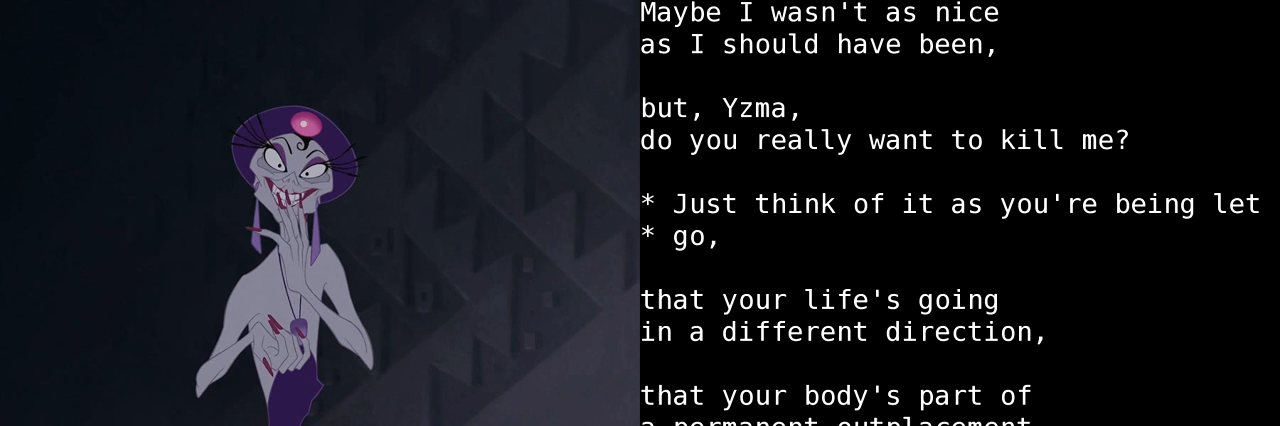 Maybe I wasn't as nice
as I should have been,
but, Yzma,
do you really want to kill me?
* Just think of it as you're being let
* go,
that your life's going
in a different direction,
that your body's part of
a permanent outplacement